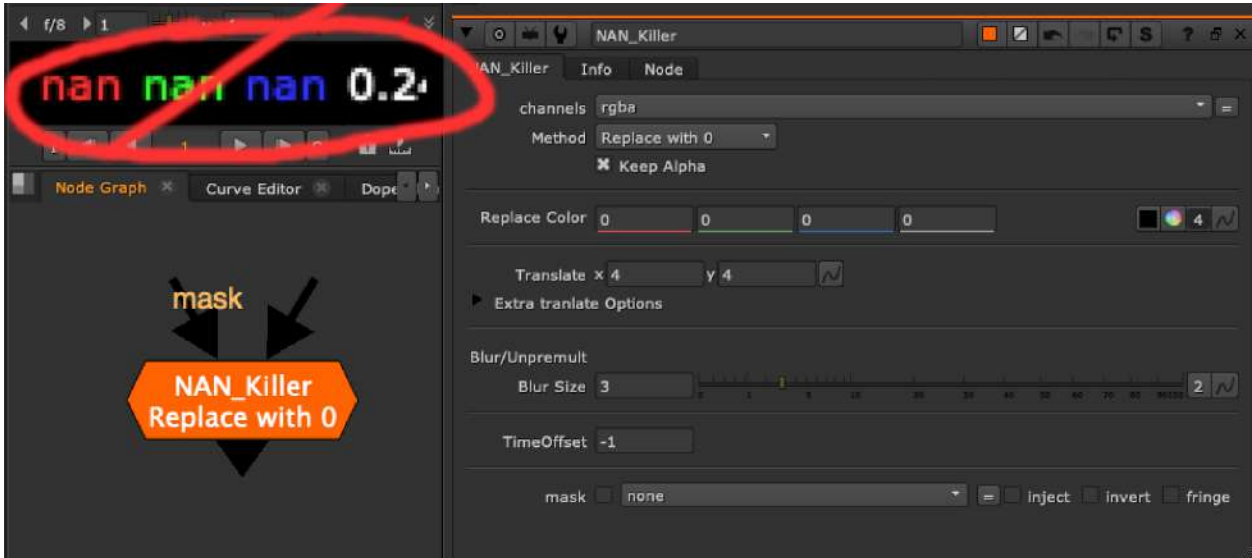 f/8 1
nan nan nan 0.24
1
Node Graph Curve Editor Dope
mask
NAN_Killer
Replace with 0
NAN_Killer S ?
NAN_Killer Info Node
channels rgba =
Method Replace with 0
Keep Alpha
Replace Color 0 0 0 0 4
Translate x 4 y 4
Extra tranlate Options
Blur/Unpremult
Blur Size 3 2
TimeOffset -1
mask none = inject invert fringe